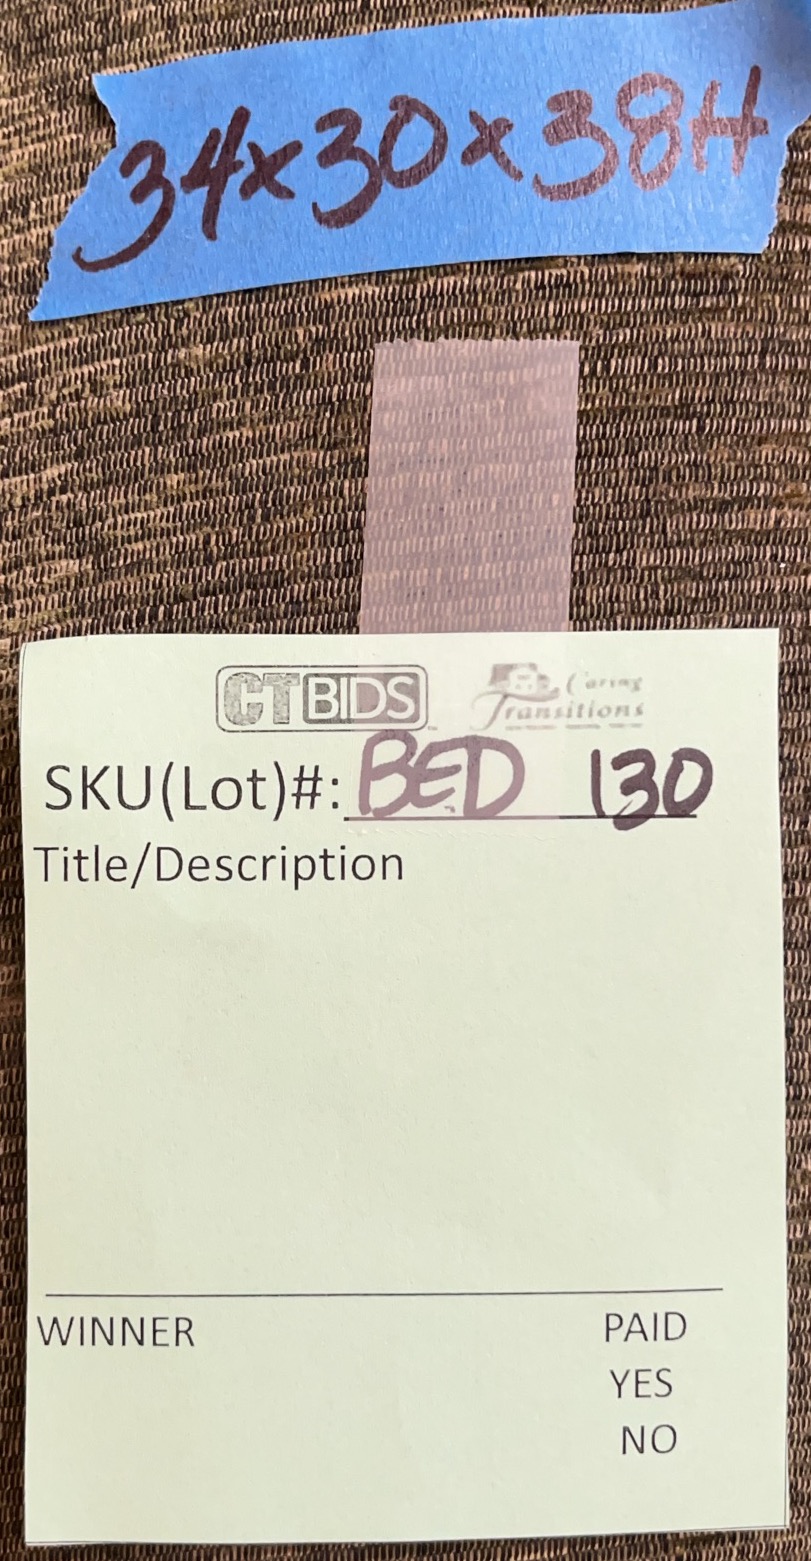 34x30x38H
CTBIDS Caring
Transitions
SKU(Lot)#: BED 130
Title/Description
WINNER PAID
YES
NO